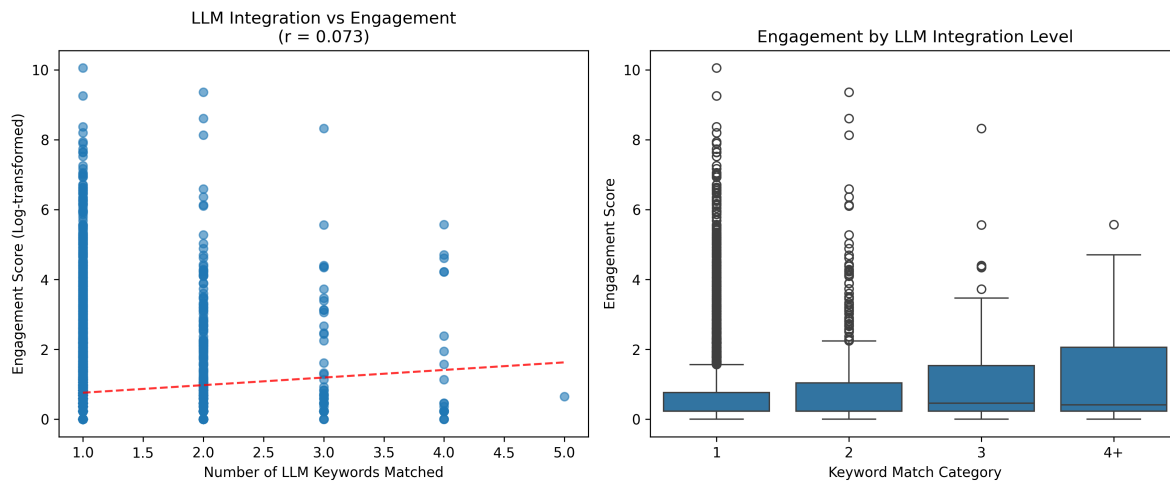 LLM Integration vs Engagement
(r = 0.073)
Engagement Score (Log-transformed)
10
8
6
4
2
0
1.0 1.5 2.0 2.5 3.0 3.5 4.0 4.5 5.0
Number of LLM Keywords Matched
Engagement by LLM Integration Level
Engagement Score
10
8
6
4
2
0
1 2 3 4+
Keyword Match Category